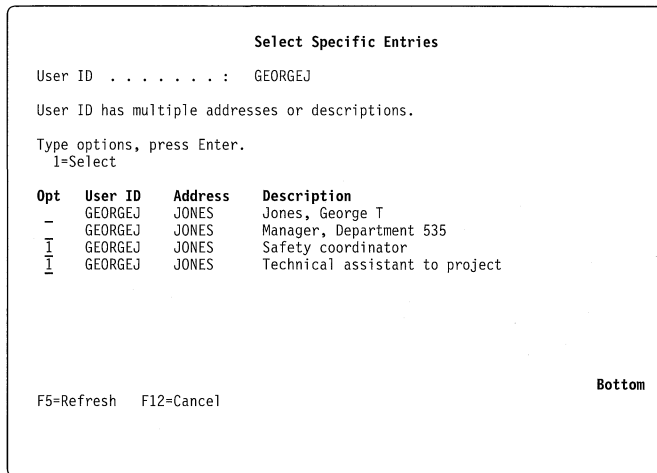 Select Specific Entries
User ID . . . . . . . : GEORGEJ
User ID has multiple addresses or descriptions.
Type options, press Enter.
1=Select
Opt User ID Address Description
_ GEORGEJ JONES Jones, George T
_ GEORGEJ JONES Manager, Department 535
1 GEORGEJ JONES Safety coordinator
1 GEORGEJ JONES Technical assistant to project
Bottom
F5=Refresh F12=Cancel